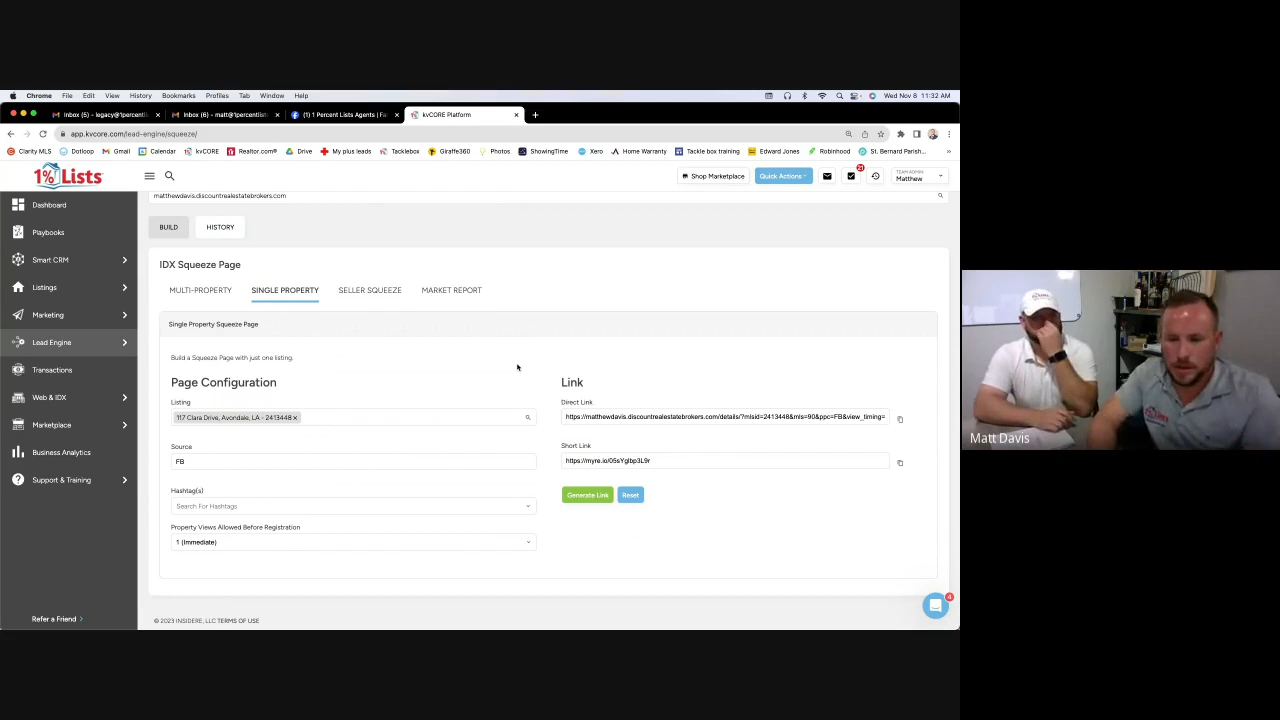 Chrome File Edit View History Bookmarks Profiles Tab Window Help Wed Nov 8 11:32 AM
Inbox (5) - legacy@1percentlis Inbox (6) - matt@1percentlists (1) 1 Percent Lists Agents | Fa kvCORE Platform
app.kvcore.com/lead-engine/squeeze/
Clarity MLS Dotloop Gmail Calendar kvCORE Realtor.com® Drive My plus leads Tacklebox Giraffe360 Photos ShowingTime Xero Home Warranty Tackle box training Edward Jones Robinhood St. Bernard Parish...
1% Lists
Shop Marketplace Quick Actions 21 TEAM ADMIN
Matthew
matthewdavis.discountrealestatebrokers.com
Dashboard
Playbooks
Smart CRM
Listings
Marketing
Lead Engine
Transactions
Web & IDX
Marketplace
Business Analytics
Support & Training
Refer a Friend
BUILD HISTORY
IDX Squeeze Page
MULTI-PROPERTY SINGLE PROPERTY SELLER SQUEEZE MARKET REPORT
Single Property Squeeze Page
Build a Squeeze Page with just one listing.
Page Configuration
Listing
117 Clara Drive, Avondale, LA - 2413448 ×
Source
FB
Hashtag(s)
Search For Hashtags
Property Views Allowed Before Registration
1 (Immediate)
Link
Direct Link
https://matthewdavis.discountrealestatebrokers.com/details/?mlsid=2413448&mls=90&ppc=FB&view_timing=
Short Link
https://myre.io/05sYglbp3L9r
Generate Link Reset
4
© 2023 INSIDERE, LLC TERMS OF USE
Matt Davis